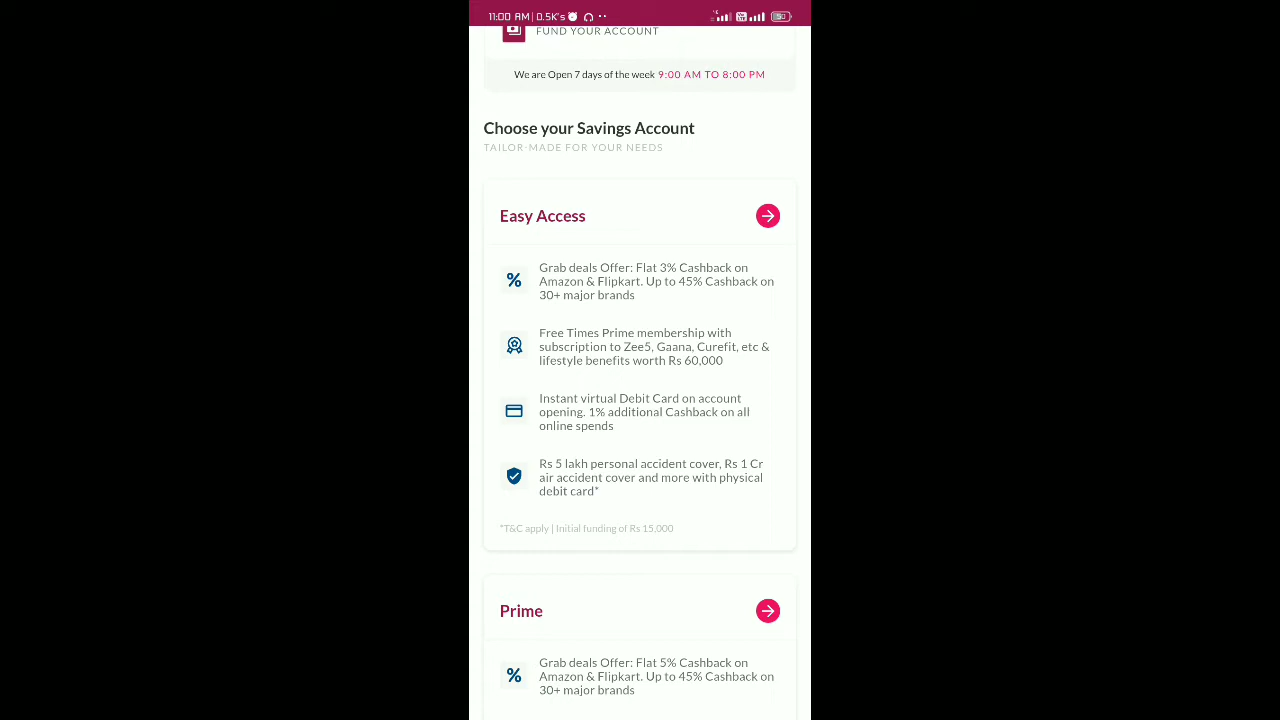 11:00 AM | 0.5K's
50
FUND YOUR ACCOUNT
We are Open 7 days of the week 9:00 AM TO 8:00 PM
Choose your Savings Account
TAILOR-MADE FOR YOUR NEEDS
Easy Access
Grab deals Offer: Flat 3% Cashback on
Amazon & Flipkart. Up to 45% Cashback on
30+ major brands
Free Times Prime membership with
subscription to Zee5, Gaana, Curefit, etc &
lifestyle benefits worth Rs 60,000
Instant virtual Debit Card on account
opening. 1% additional Cashback on all
online spends
Rs 5 lakh personal accident cover, Rs 1 Cr
air accident cover and more with physical
debit card*
*T&C apply | Initial funding of Rs 15,000
Prime
Grab deals Offer: Flat 5% Cashback on
Amazon & Flipkart. Up to 45% Cashback on
30+ major brands